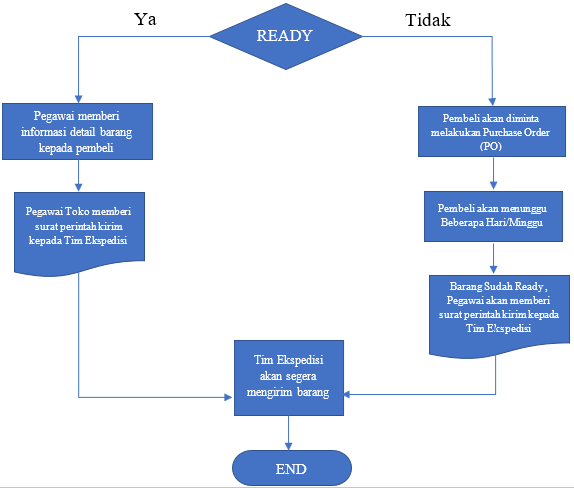 Ya
READY
Tidak
Pegawai memberi
informasi detail barang
kepada pembeli
Pembeli akan diminta
melakukan Purchase Order
(PO)
Pegawai Toko memberi
surat perintah kirim
kepada Tim Ekspedisi
Pembeli akan menunggu
Beberapa Hari/Minggu
Barang Sudah Ready ,
Pegawai akan memberi
surat perintah kirim kepada
Tim Ekspedisi
Tim Ekspedisi
akan segera
mengirim barang
END